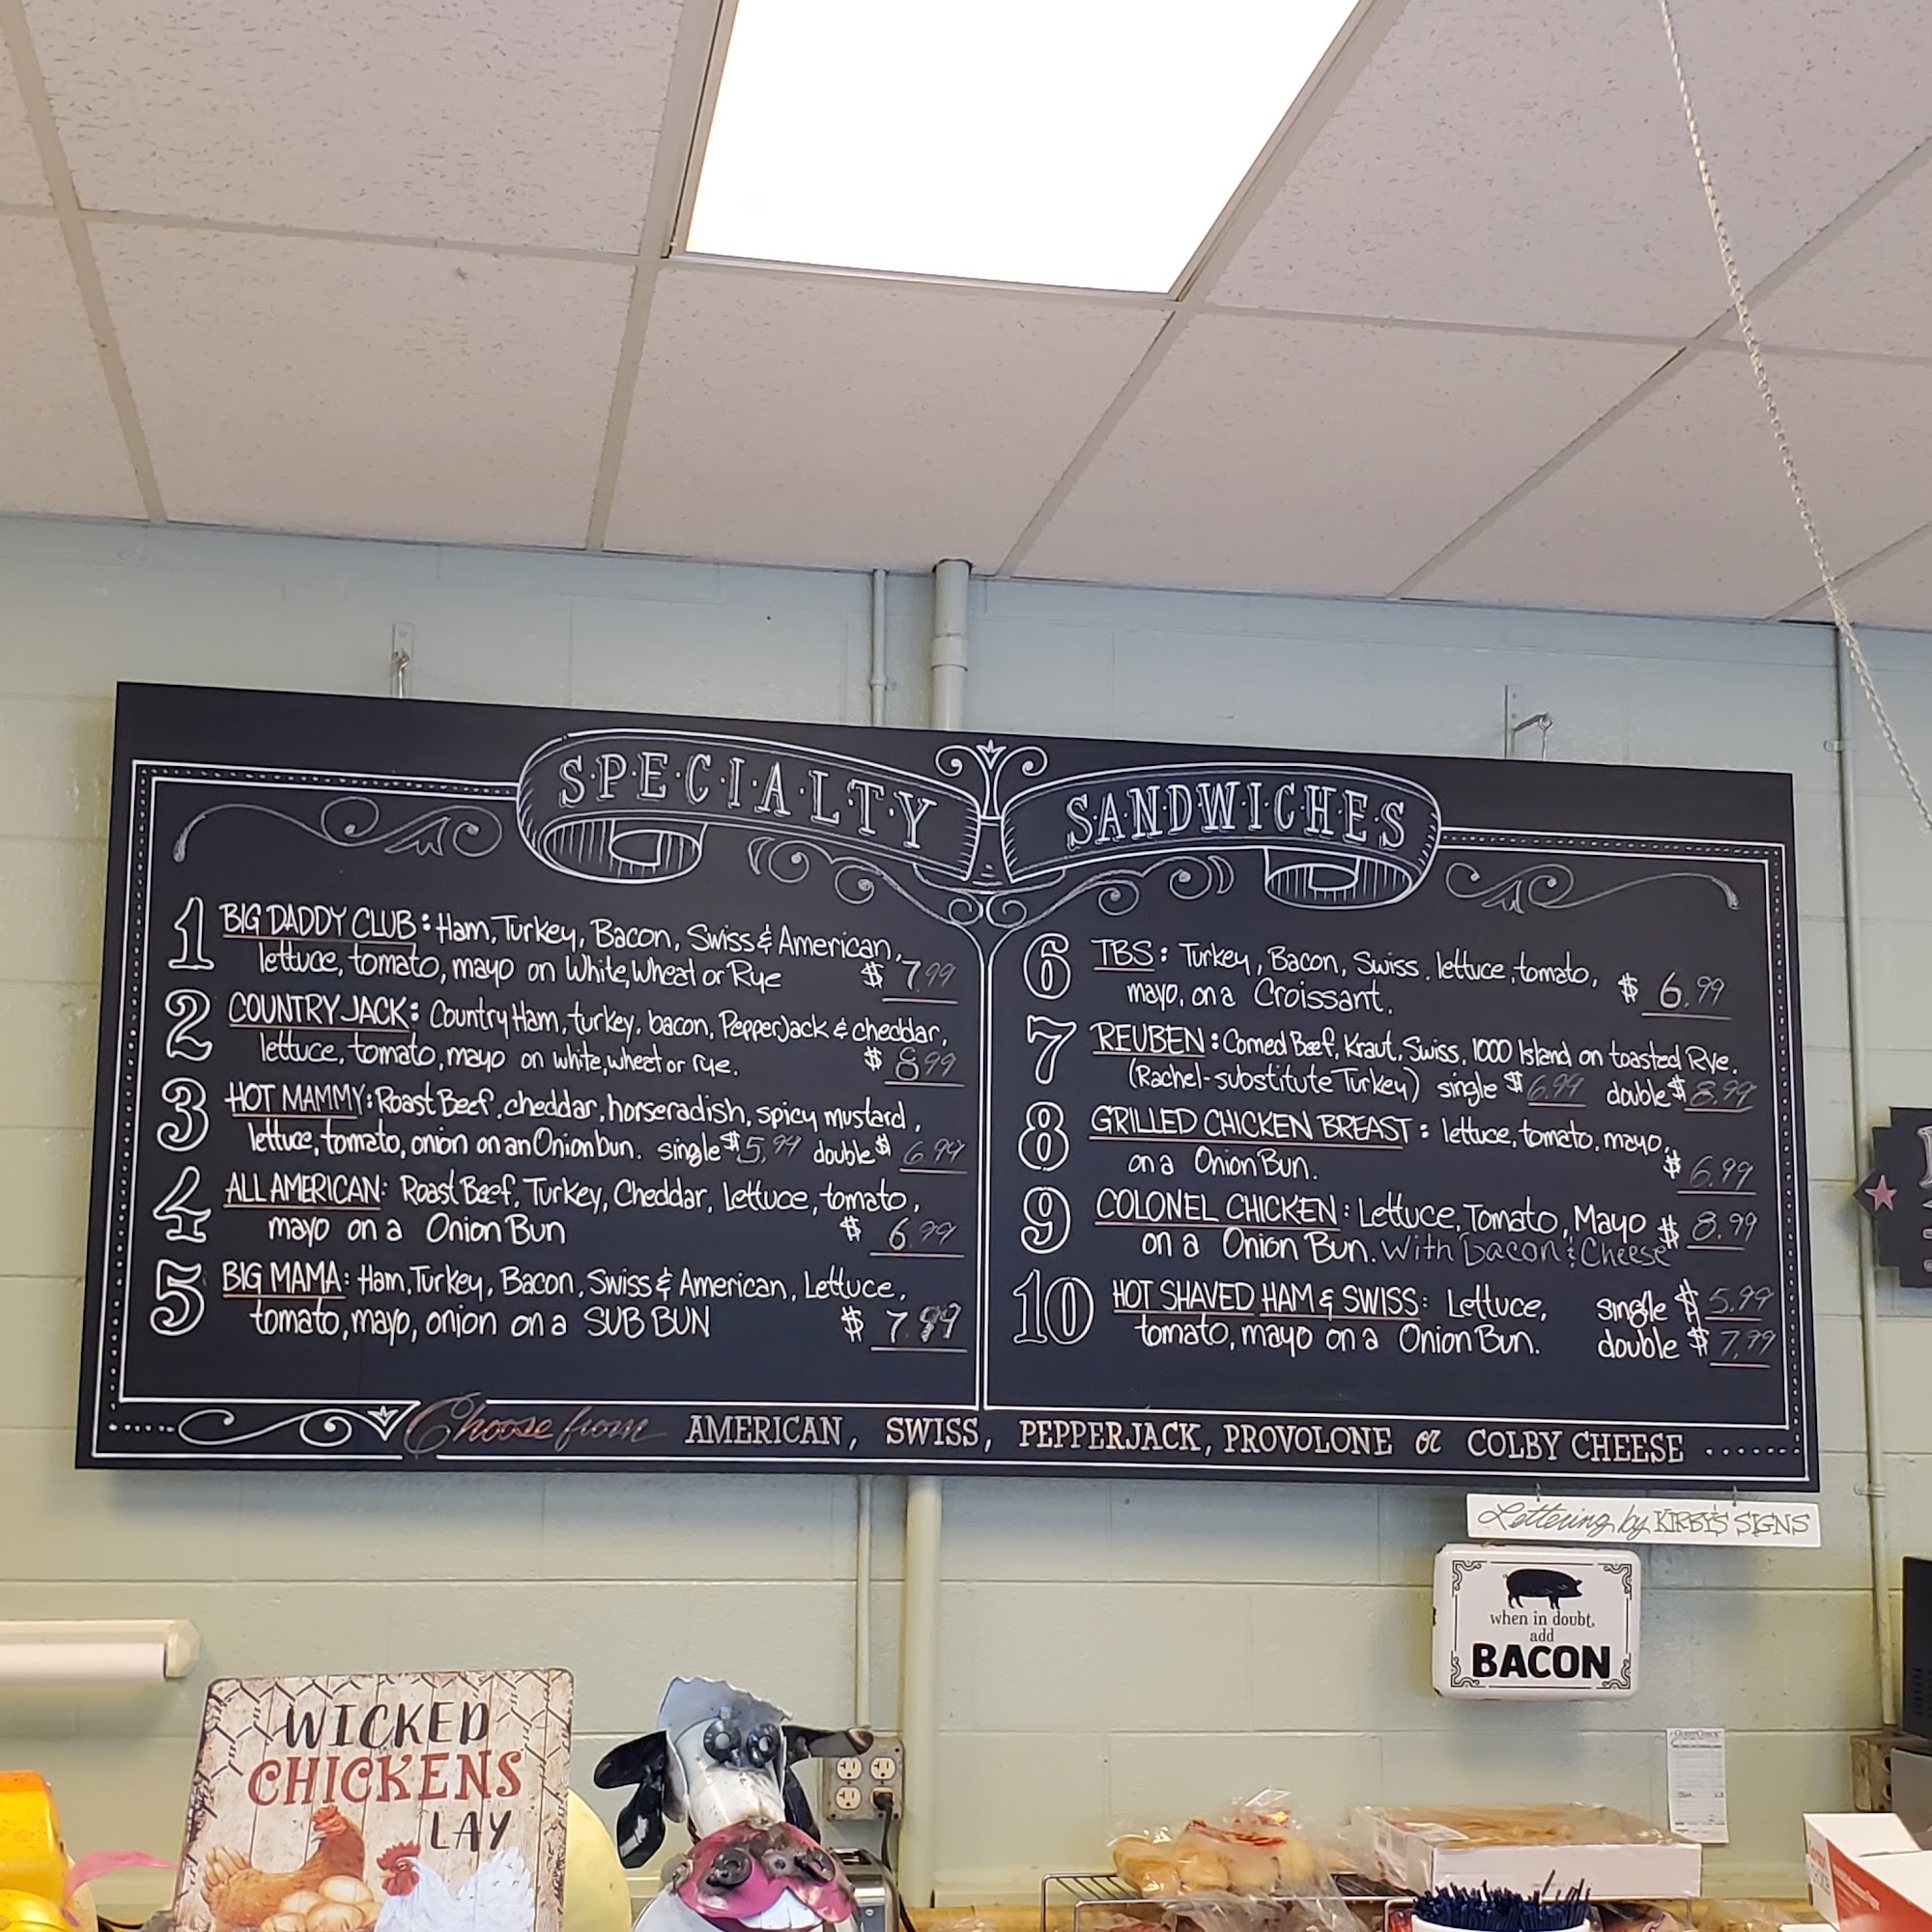 S·P·E·C·I·A·L·T·Y S·A·N·D·W·I·C·H·E·S
1 BIG DADDY CLUB: Ham, Turkey, Bacon, Swiss & American,
lettuce, tomato, mayo on White, Wheat or Rye $ 7.99
2 COUNTRY JACK: Country Ham, turkey, bacon, PepperJack & cheddar,
lettuce, tomato, mayo on white, wheat or rye. $ 8.99
3 HOT MAMMY: Roast Beef, cheddar, horseradish, spicy mustard,
lettuce, tomato, onion on an Onion bun. single $ 5.99 double $ 6.99
4 ALL AMERICAN: Roast Beef, Turkey, Cheddar, lettuce, tomato,
mayo on a Onion Bun $ 6.99
5 BIG MAMA: Ham, Turkey, Bacon, Swiss & American, Lettuce,
tomato, mayo, onion on a SUB BUN $ 7.99
6 TBS: Turkey, Bacon, Swiss, lettuce, tomato, $ 6.99
mayo, on a Croissant.
7 REUBEN: Corned Beef, Kraut, Swiss, 1000 Island on toasted Rye.
(Rachel-substitute Turkey) single $ 6.99 double $ 8.99
8 GRILLED CHICKEN BREAST: lettuce, tomato, mayo,
on a Onion Bun. $ 6.99
9 COLONEL CHICKEN: Lettuce, Tomato, Mayo $ 8.99
on a Onion Bun. With bacon & Cheese
10 HOT SHAVED HAM & SWISS: Lettuce, single $ 5.99
tomato, mayo on a Onion Bun. double $ 7.99
Choose from AMERICAN, SWISS, PEPPERJACK, PROVOLONE or COLBY CHEESE
Lettering by KIRBY'S SIGNS
when in doubt,
add
BACON
WICKED
CHICKENS
LAY